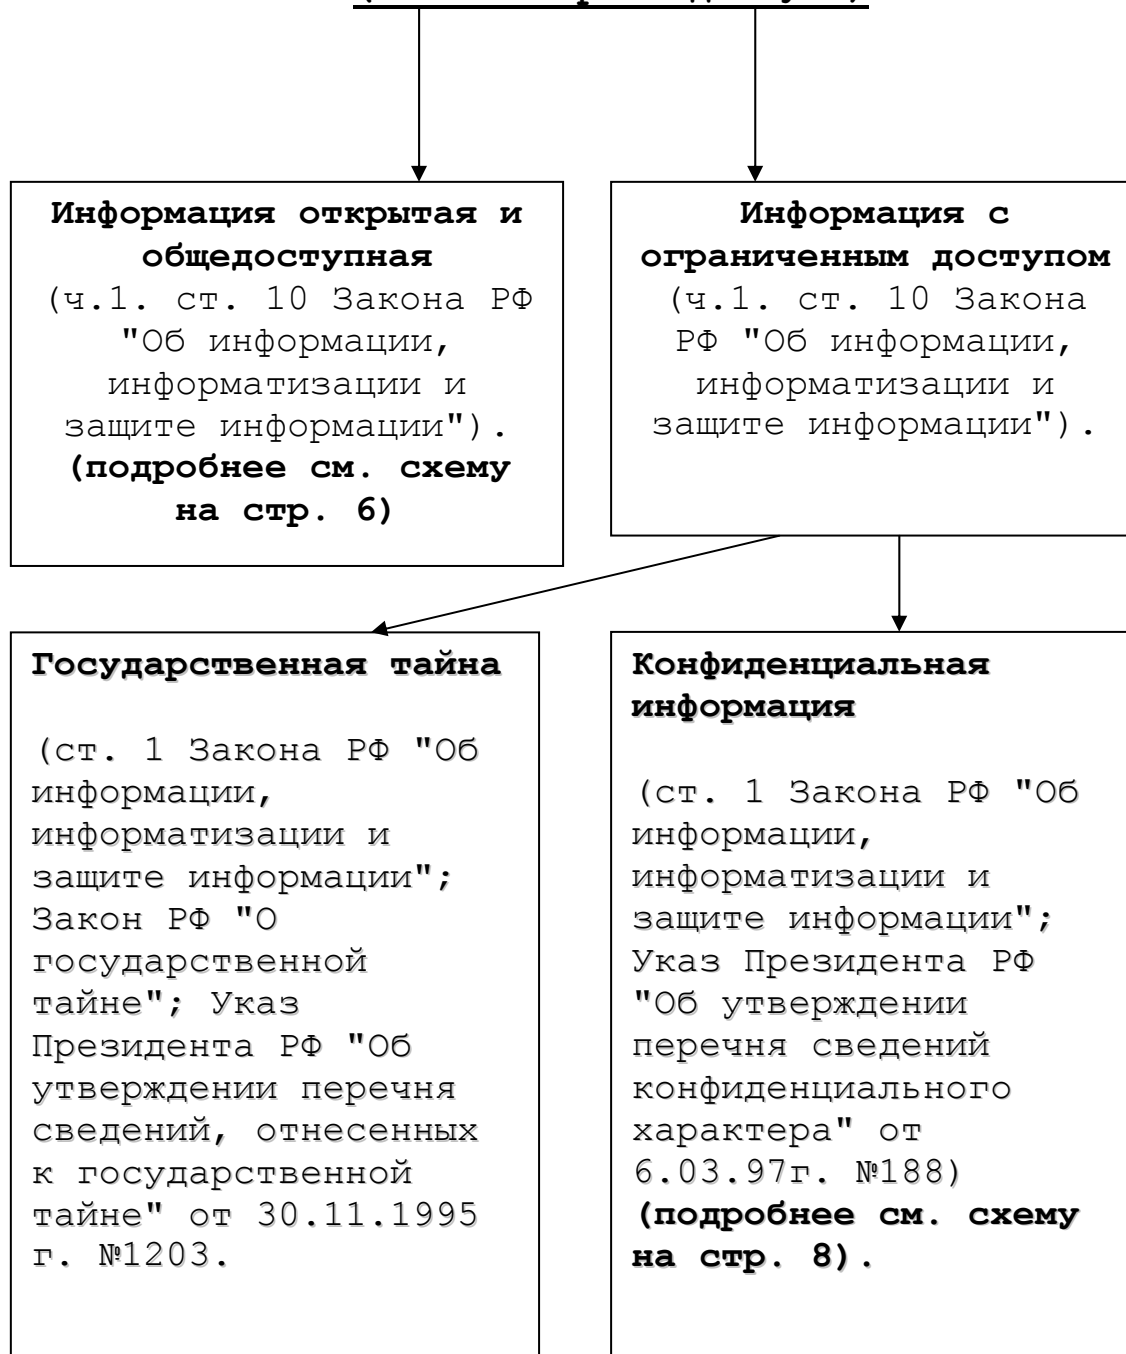 Информация открытая и
общедоступная
(ч.1. ст. 10 Закона РФ
"Об информации,
информатизации и
защите информации").
(подробнее см. схему
на стр. 6)
Информация с
ограниченным доступом
(ч.1. ст. 10 Закона
РФ "Об информации,
информатизации и
защите информации").
Государственная тайна
(ст. 1 Закона РФ "Об
информации,
информатизации и
защите информации";
Закон РФ "О
государственной
тайне"; Указ
Президента РФ "Об
утверждении перечня
сведений, отнесенных
к государственной
тайне" от 30.11.1995
г. №1203.
Конфиденциальная
информация
(ст. 1 Закона РФ "Об
информации,
информатизации и
защите информации";
Указ Президента РФ
"Об утверждении
перечня сведений
конфиденциального
характера" от
6.03.97г. №188)
(подробнее см. схему
на стр. 8).